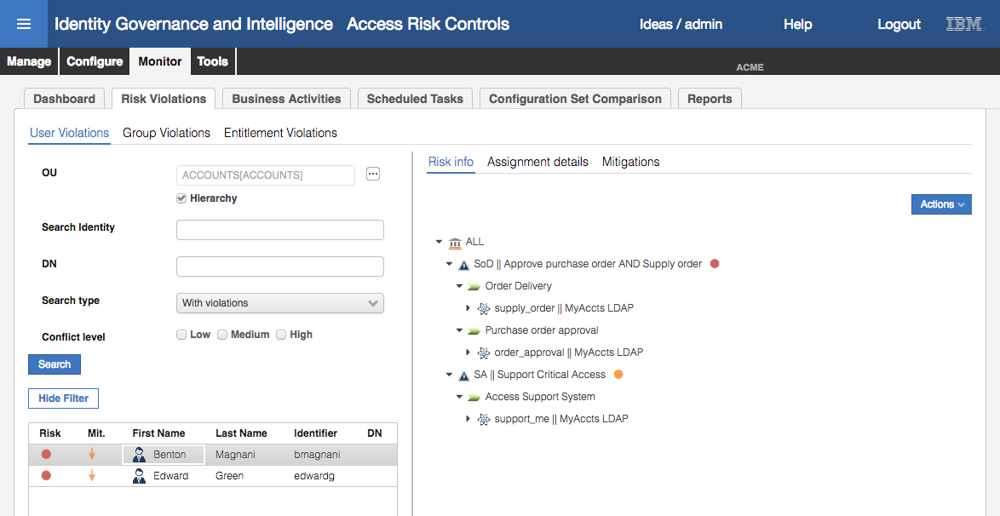 Identity Governance and Intelligence Access Risk Controls Ideas / admin Help Logout IBM
Manage Configure Monitor Tools ACME
Dashboard Risk Violations Business Activities Scheduled Tasks Configuration Set Comparison Reports
User Violations Group Violations Entitlement Violations
OU ACCOUNTS[ACCOUNTS] ...
Hierarchy
Search Identity
DN
Search type With violations
Conflict level Low Medium High
Search
Hide Filter
Risk Mit. First Name Last Name Identifier DN
Benton Magnani bmagnani
Edward Green edwardg
Risk info Assignment details Mitigations
Actions
ALL
SoD || Approve purchase order AND Supply order
Order Delivery
supply_order || MyAccts LDAP
Purchase order approval
order_approval || MyAccts LDAP
SA || Support Critical Access
Access Support System
support_me || MyAccts LDAP